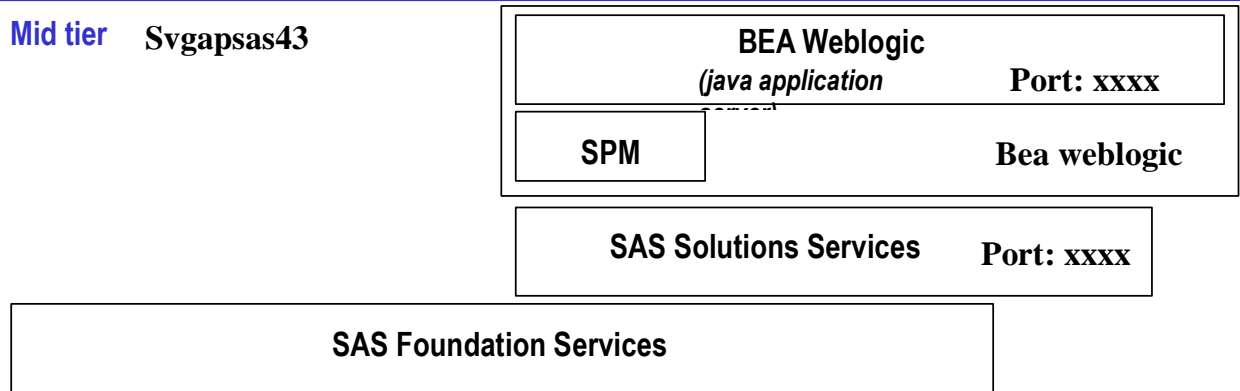 Mid tier Svgapsas43
BEA Weblogic
(java application
Port: xxxx
SPM
Bea weblogic
SAS Solutions Services
Port: xxxx
SAS Foundation Services